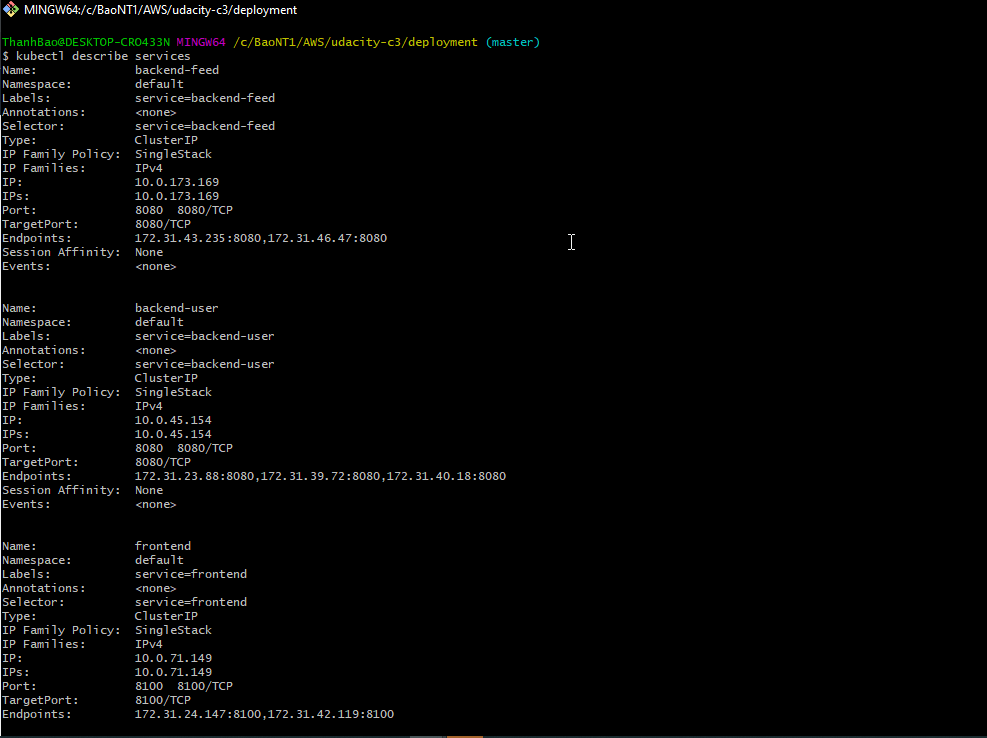 MINGW64:/c/BaoNT1/AWS/udacity-c3/deployment
ThanhBao@DESKTOP-CRO433N MINGW64 /c/BaoNT1/AWS/udacity-c3/deployment (master)
$ kubectl describe services
Name: backend-feed
Namespace: default
Labels: service=backend-feed
Annotations: <none>
Selector: service=backend-feed
Type: ClusterIP
IP Family Policy: SingleStack
IP Families: IPv4
IP: 10.0.173.169
IPs: 10.0.173.169
Port: 8080 8080/TCP
TargetPort: 8080/TCP
Endpoints: 172.31.43.235:8080,172.31.46.47:8080
Session Affinity: None
Events: <none>
Name: backend-user
Namespace: default
Labels: service=backend-user
Annotations: <none>
Selector: service=backend-user
Type: ClusterIP
IP Family Policy: SingleStack
IP Families: IPv4
IP: 10.0.45.154
IPs: 10.0.45.154
Port: 8080 8080/TCP
TargetPort: 8080/TCP
Endpoints: 172.31.23.88:8080,172.31.39.72:8080,172.31.40.18:8080
Session Affinity: None
Events: <none>
Name: frontend
Namespace: default
Labels: service=frontend
Annotations: <none>
Selector: service=frontend
Type: ClusterIP
IP Family Policy: SingleStack
IP Families: IPv4
IP: 10.0.71.149
IPs: 10.0.71.149
Port: 8100 8100/TCP
TargetPort: 8100/TCP
Endpoints: 172.31.24.147:8100,172.31.42.119:8100